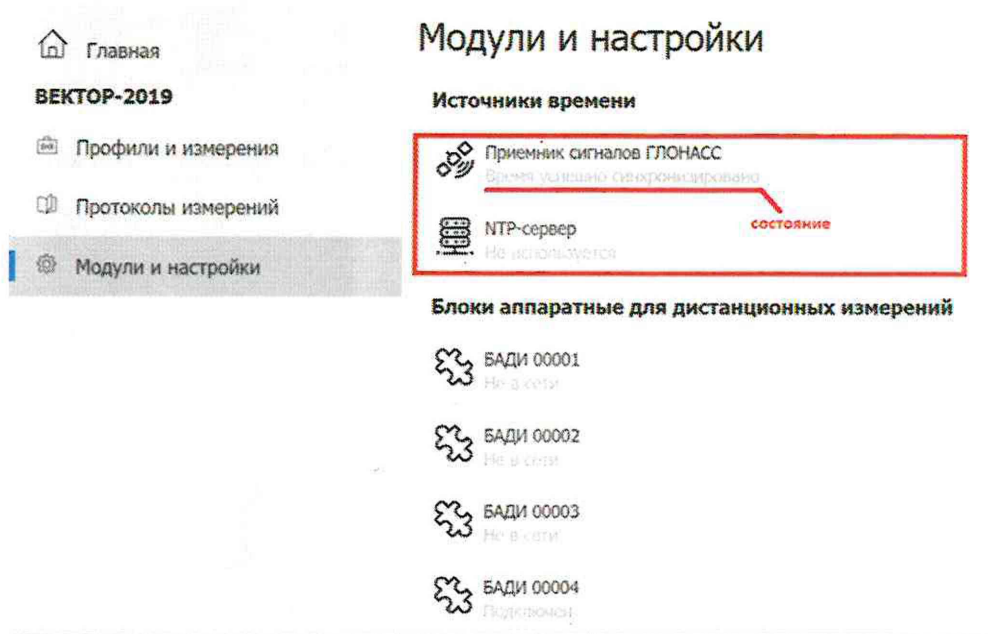 Главная
ВЕКТОР-2019
Профили и измерения
Протоколы измерений
Модули и настройки
Модули и настройки
Источники времени
Приемник сигналов ГЛОНАСС
Время успешно синхронизировано
состояние
NTP-сервер
Не используется
Блоки аппаратные для дистанционных измерений
БАДИ 00001
Не в сети
БАДИ 00002
Не в сети
БАДИ 00003
Не в сети
БАДИ 00004
Подключен